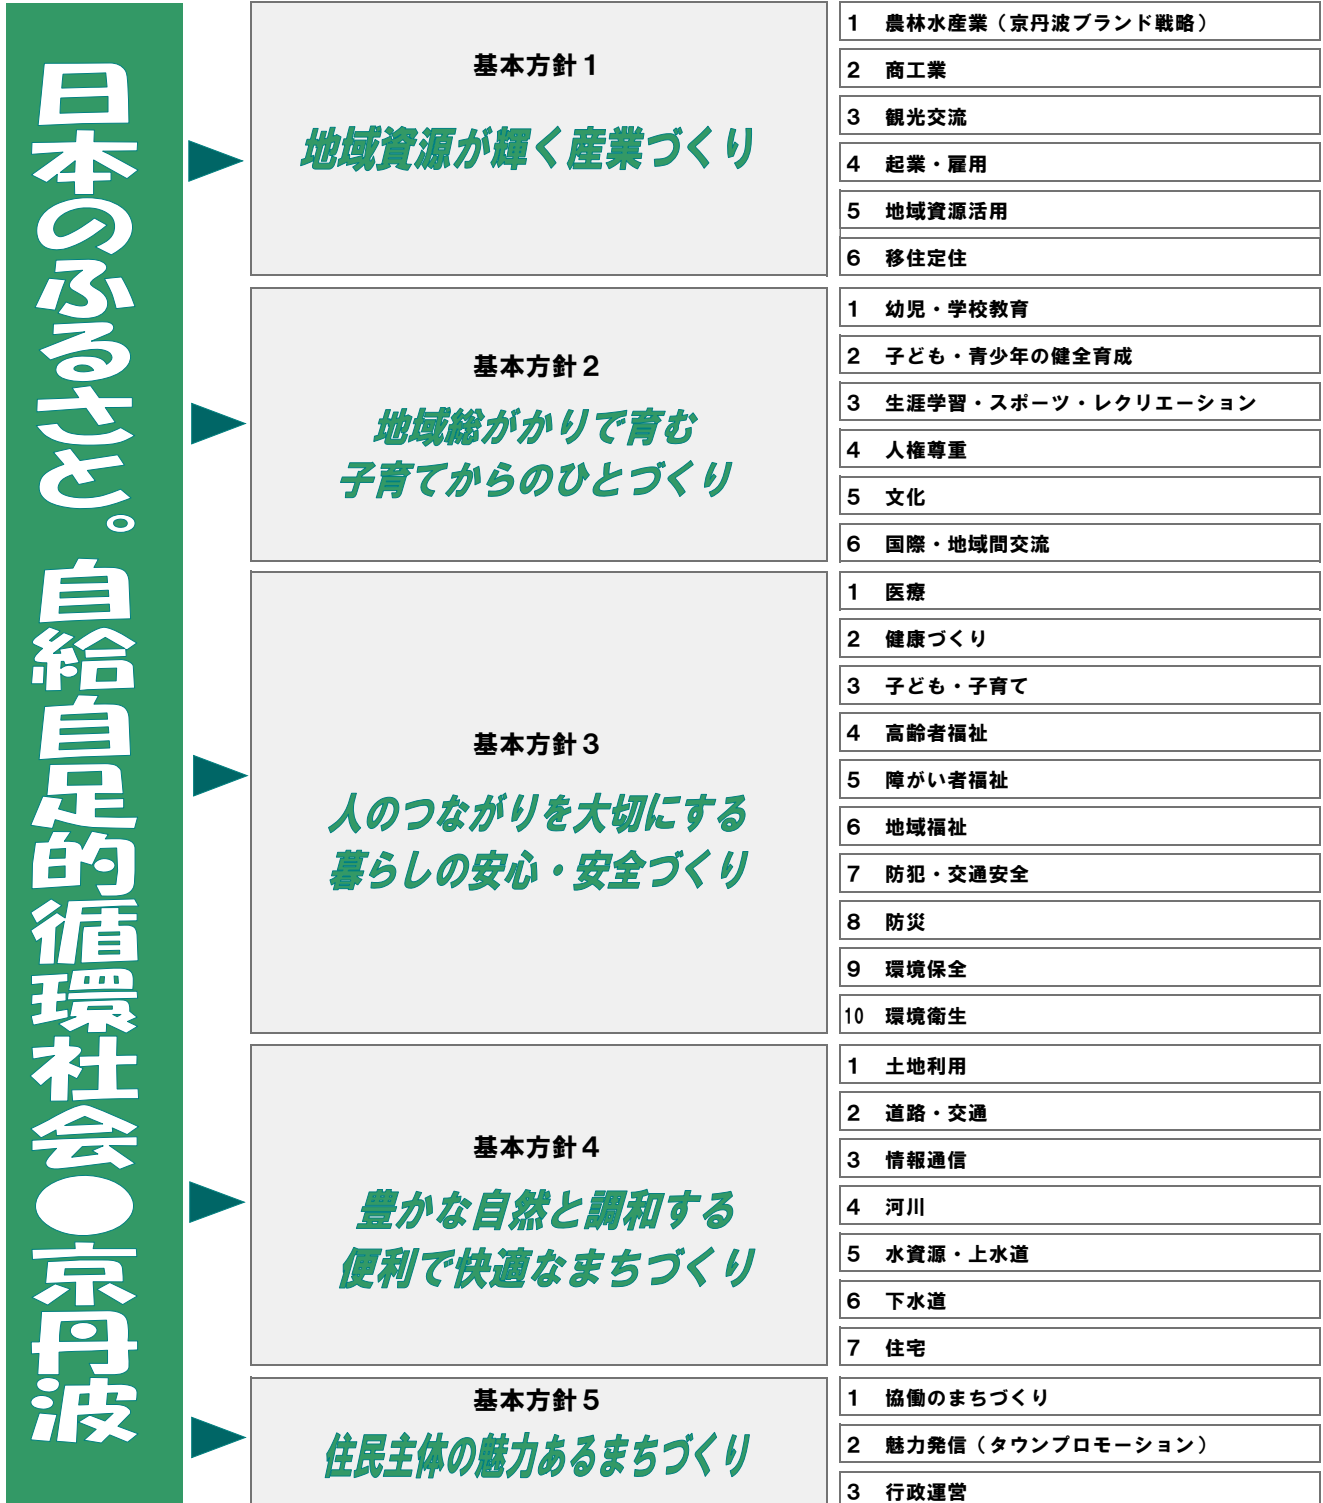 日本のふるさと。自給自足的循環社会●京丹波
基本方針１
地域資源が輝く産業づくり
1 農林水産業（京丹波ブランド戦略）
2 商工業
3 観光交流
4 起業・雇用
5 地域資源活用
6 移住定住
基本方針２
地域総がかりで育む
子育てからのひとづくり
1 幼児・学校教育
2 子ども・青少年の健全育成
3 生涯学習・スポーツ・レクリエーション
4 人権尊重
5 文化
6 国際・地域間交流
基本方針３
人のつながりを大切にする
暮らしの安心・安全づくり
1 医療
2 健康づくり
3 子ども・子育て
4 高齢者福祉
5 障がい者福祉
6 地域福祉
7 防犯・交通安全
8 防災
9 環境保全
10 環境衛生
基本方針４
豊かな自然と調和する
便利で快適なまちづくり
1 土地利用
2 道路・交通
3 情報通信
4 河川
5 水資源・上水道
6 下水道
7 住宅
基本方針５
住民主体の魅力あるまちづくり
1 協働のまちづくり
2 魅力発信（タウンプロモーション）
3 行政運営